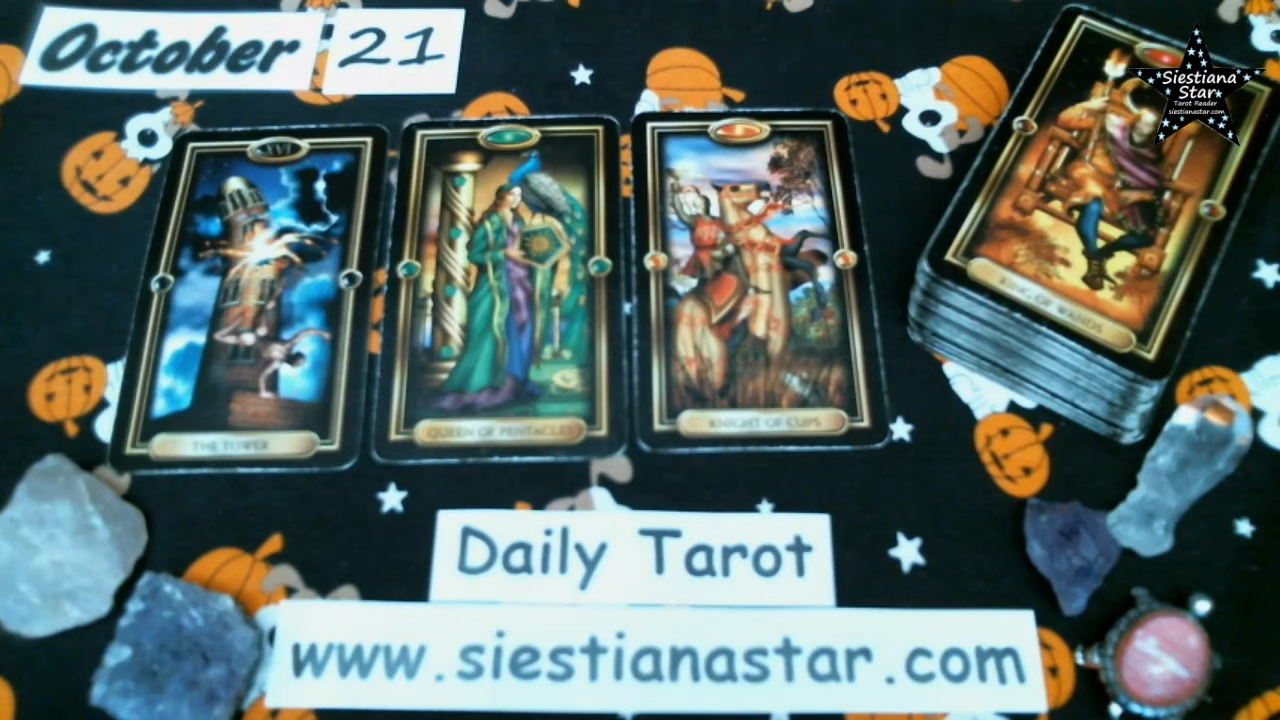 October 21
Siestiana
Star
Tarot Reader
siestianastar.com
XVI
THE TOWER
QUEEN OF PENTACLES
KNIGHT OF CUPS
KING OF WANDS
Daily Tarot
www.siestianastar.com